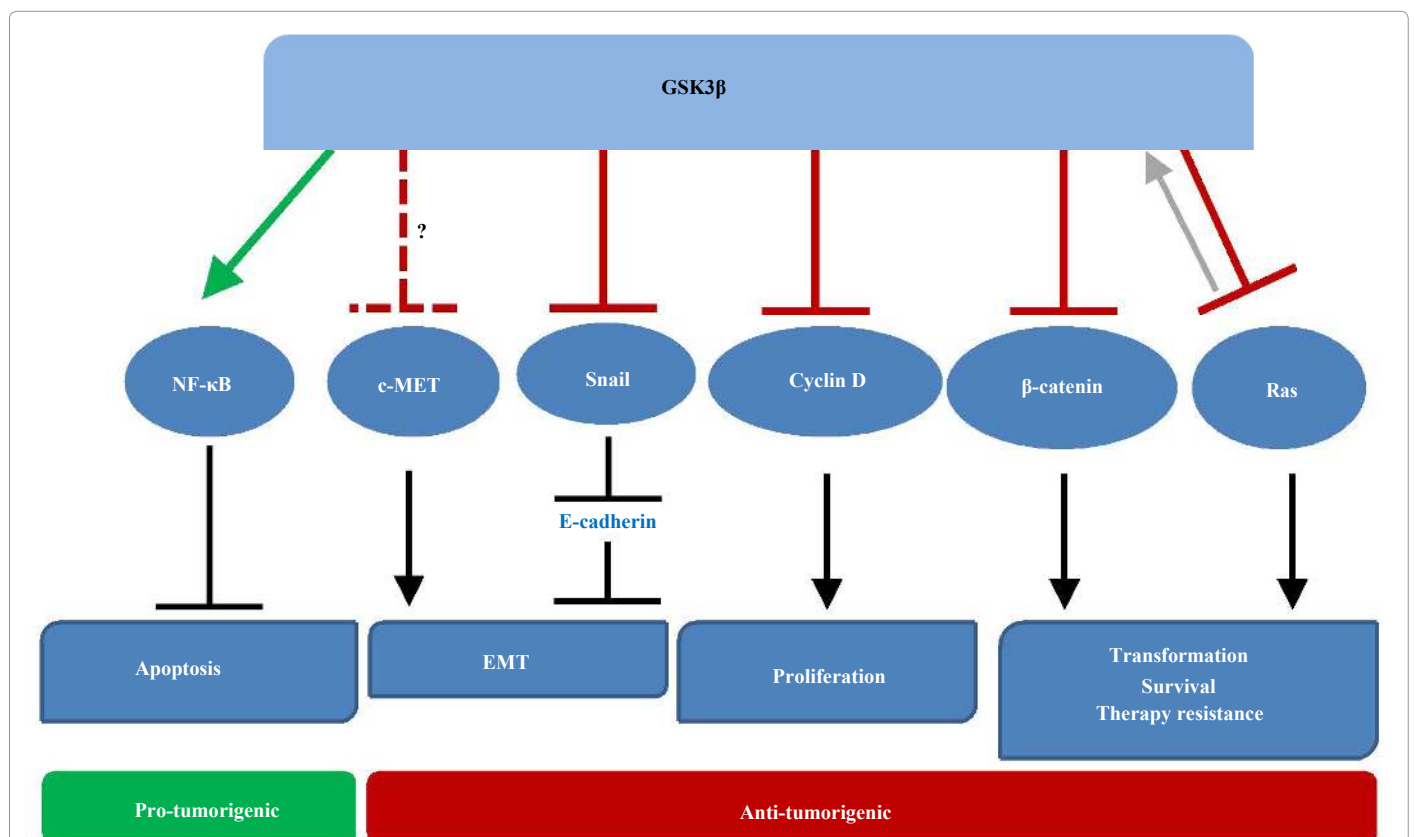 GSK3β
?
NF-κB
c-MET
Snail
Cyclin D
β-catenin
Ras
E-cadherin
Apoptosis
EMT
Proliferation
Transformation
Survival
Therapy resistance
Pro-tumorigenic
Anti-tumorigenic